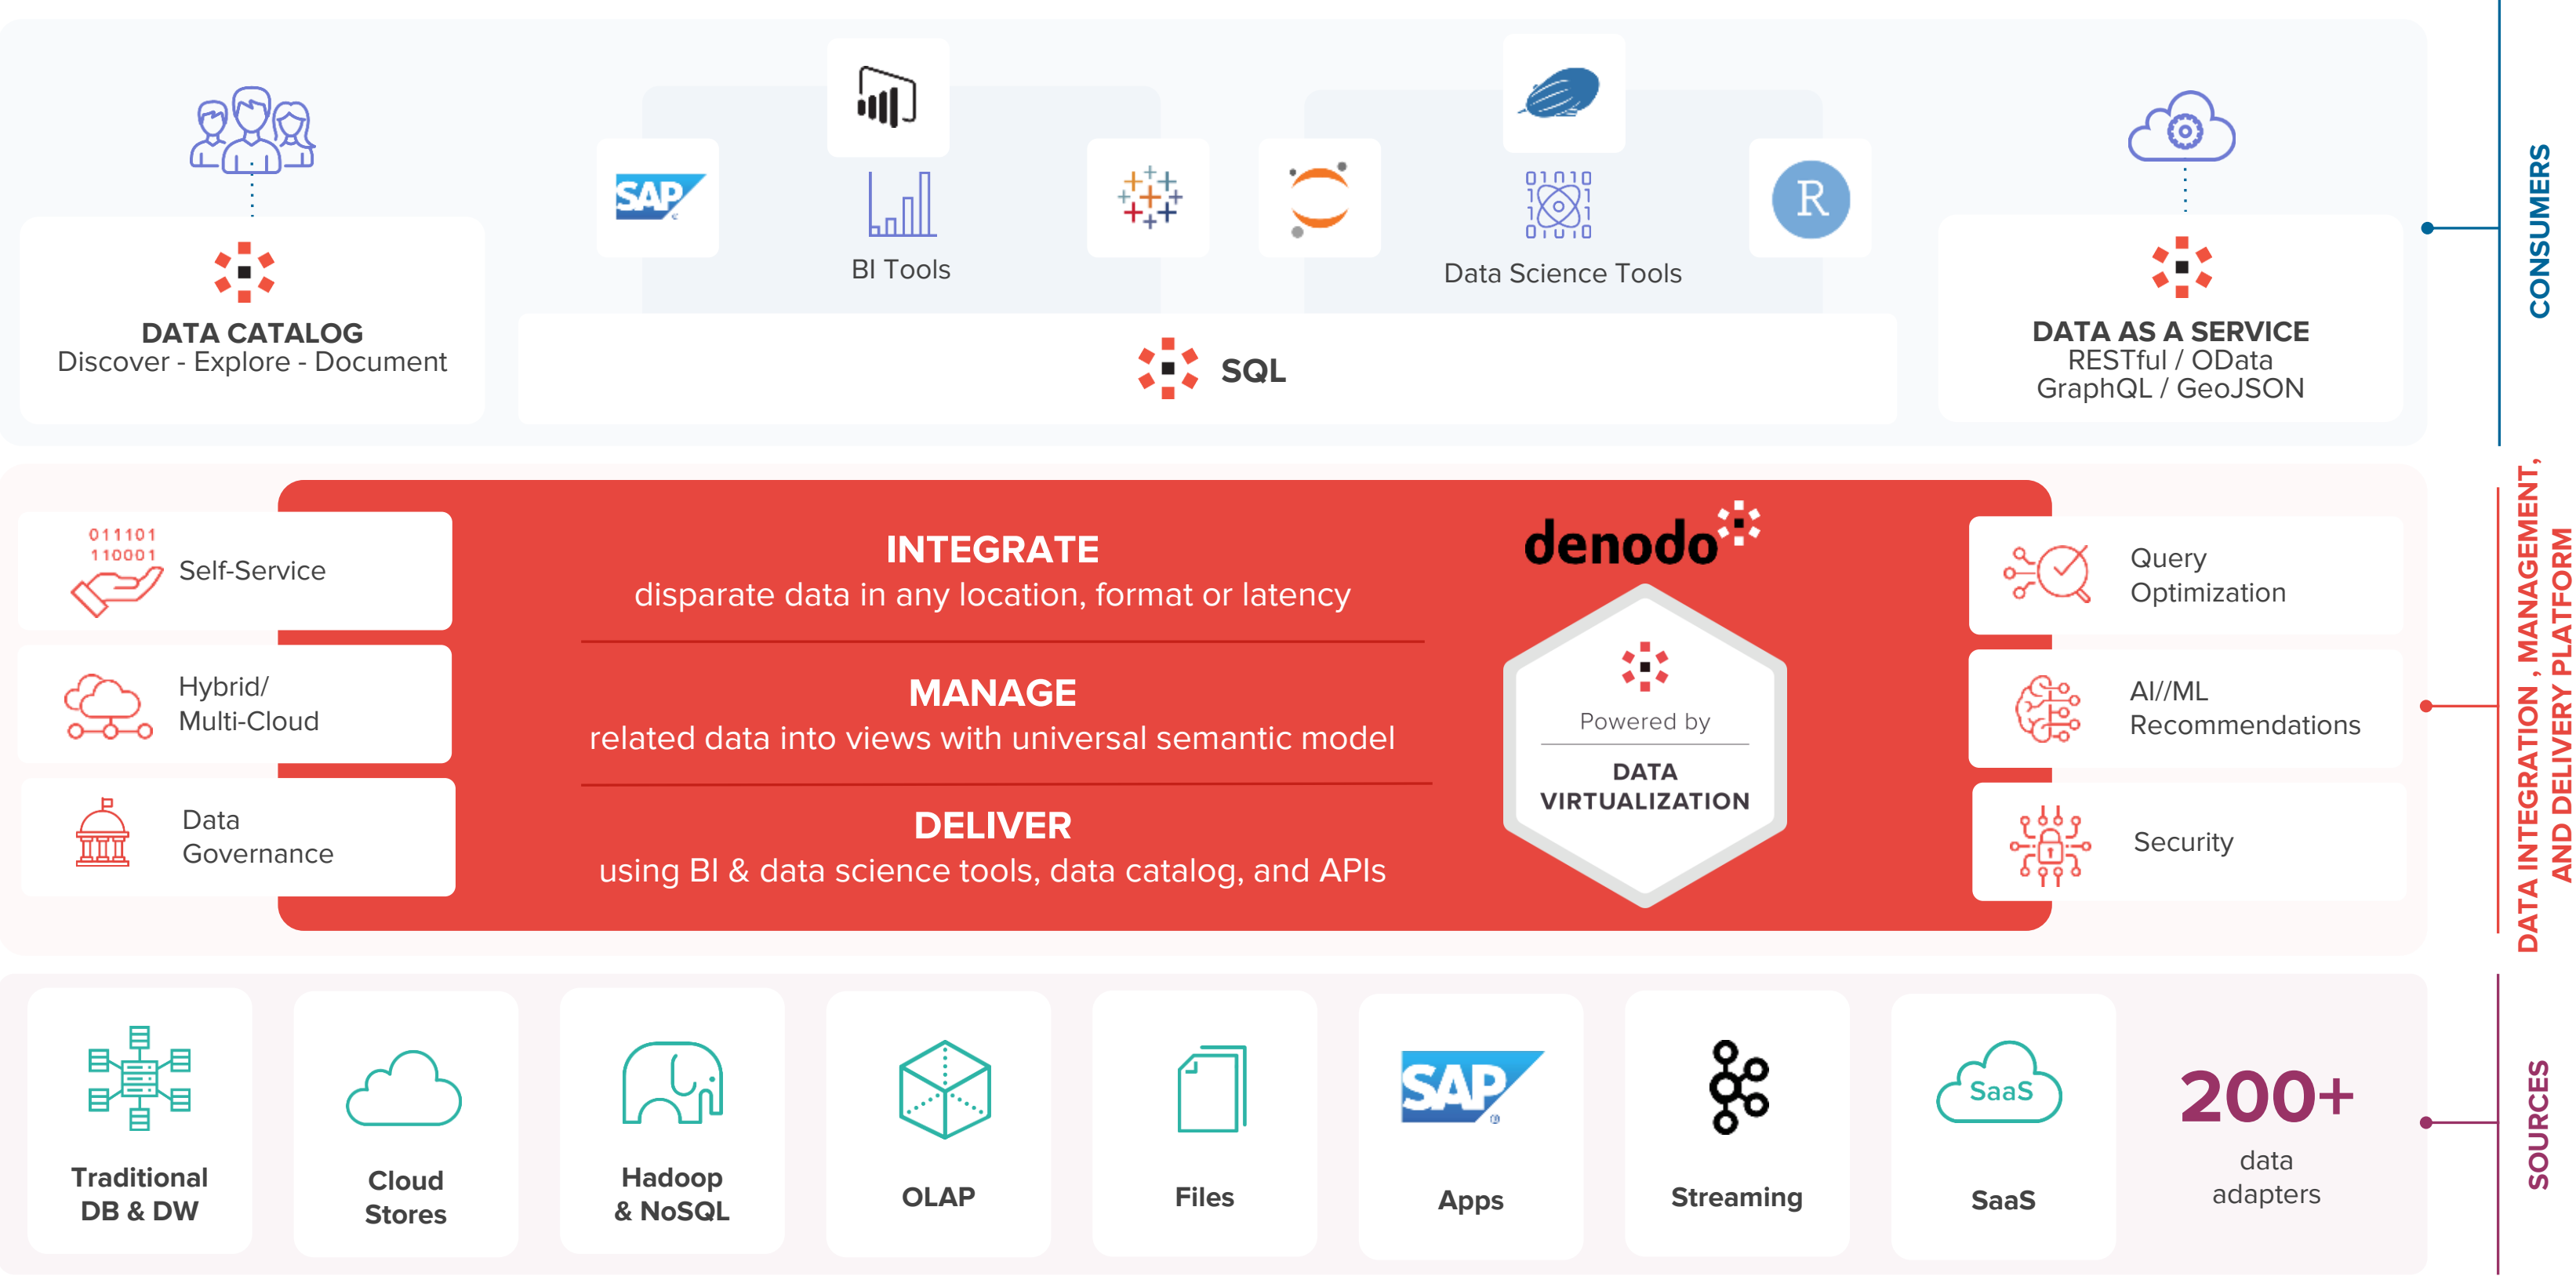 SAP
BI Tools
01010
01010
Data Science Tools
R
DATA CATALOG
Discover - Explore - Document
SQL
DATA AS A SERVICE
RESTful / OData
GraphQL / GeoJSON
CONSUMERS
011101
110001
Self-Service
Hybrid/
Multi-Cloud
Data
Governance
INTEGRATE
disparate data in any location, format or latency
MANAGE
related data into views with universal semantic model
DELIVER
using BI & data science tools, data catalog, and APIs
denodo
Powered by
DATA
VIRTUALIZATION
Query
Optimization
AI//ML
Recommendations
Security
DATA INTEGRATION , MANAGEMENT,
AND DELIVERY PLATFORM
Traditional
DB & DW
Cloud
Stores
Hadoop
& NoSQL
OLAP
Files
SAP
®
Apps
Streaming
SaaS
SaaS
200+
data
adapters
SOURCES